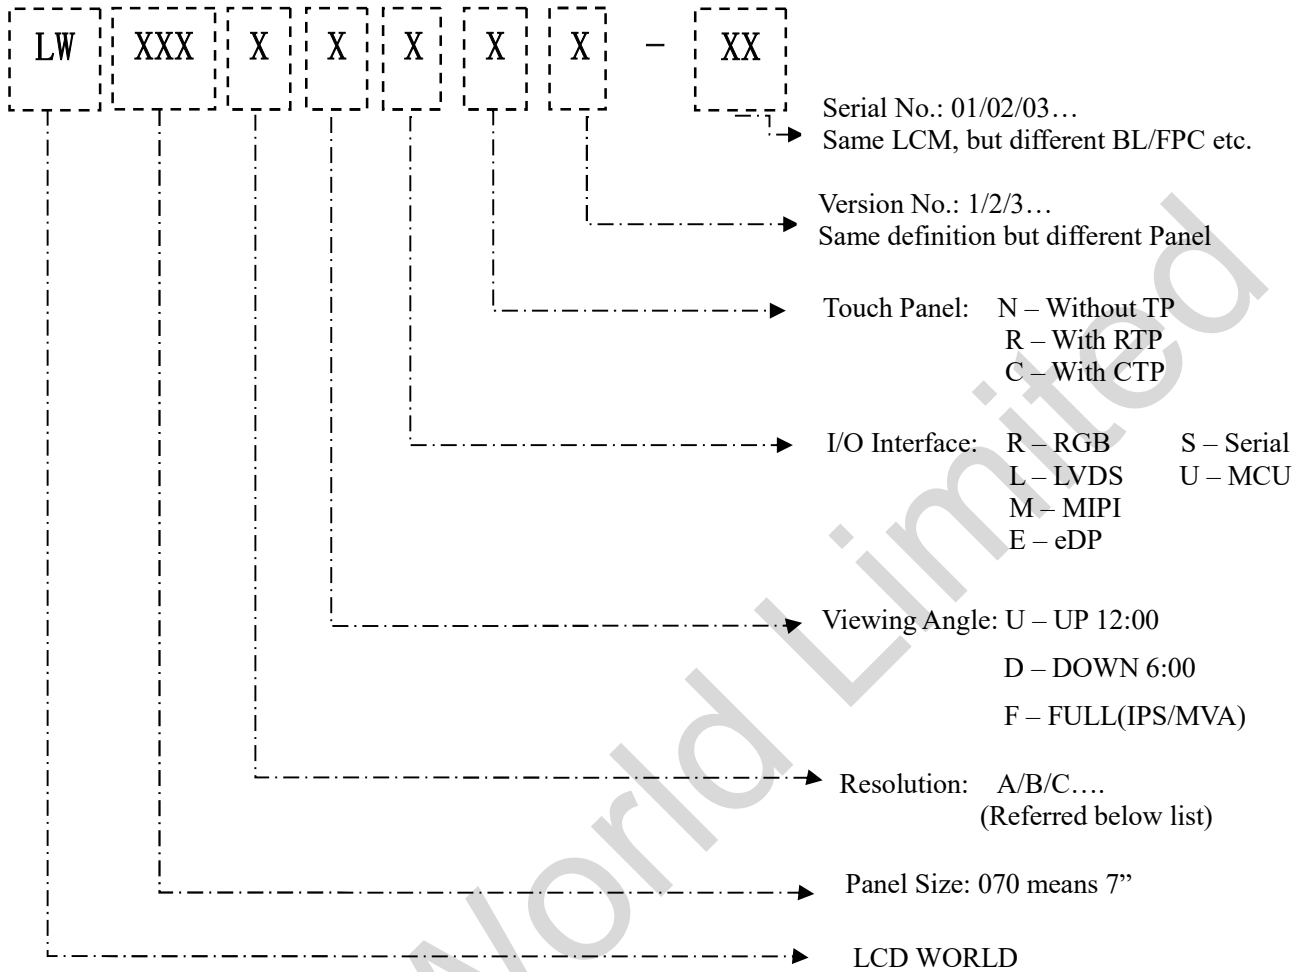 LW XXX X X X X X – XX
Serial No.: 01/02/03…
Same LCM, but different BL/FPC etc.
Version No.: 1/2/3…
Same definition but different Panel
Touch Panel: N – Without TP
R – With RTP
C – With CTP
I/O Interface: R – RGB S – Serial
L – LVDS U – MCU
M – MIPI
E – eDP
Viewing Angle: U – UP 12:00
D – DOWN 6:00
F – FULL(IPS/MVA)
Resolution: A/B/C….
(Referred below list)
Panel Size: 070 means 7”
LCD WORLD
World Limited